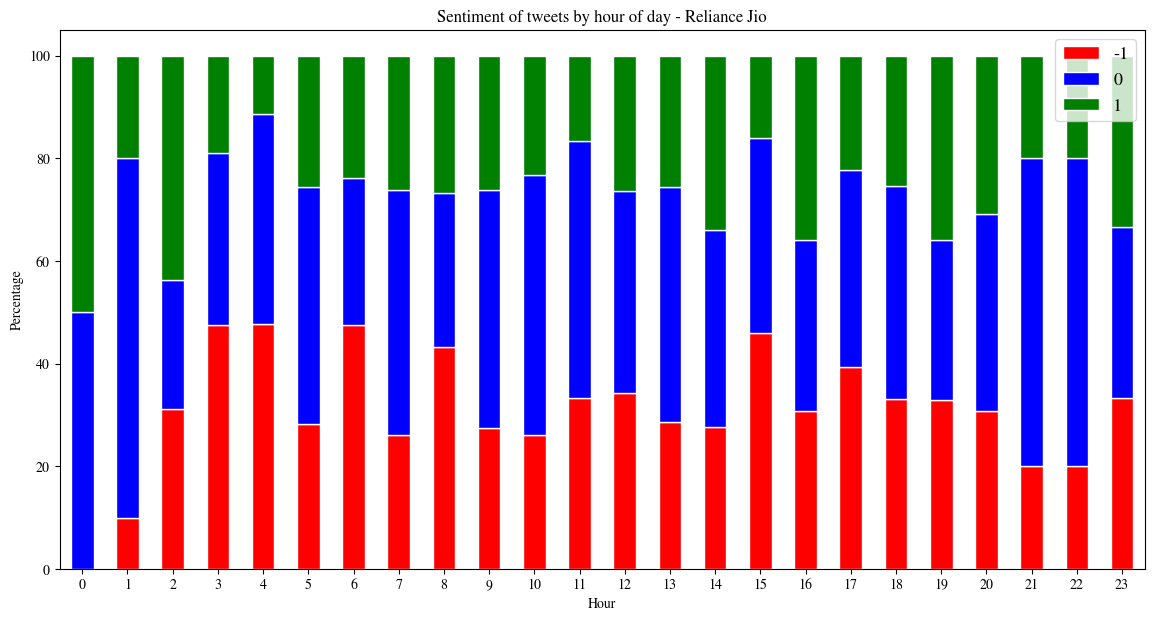 Sentiment of tweets by hour of day - Reliance Jio
-1
0
1
Percentage
100
80
60
40
20
0
0 1 2 3 4 5 6 7 8 9 10 11 12 13 14 15 16 17 18 19 20 21 22 23
Hour